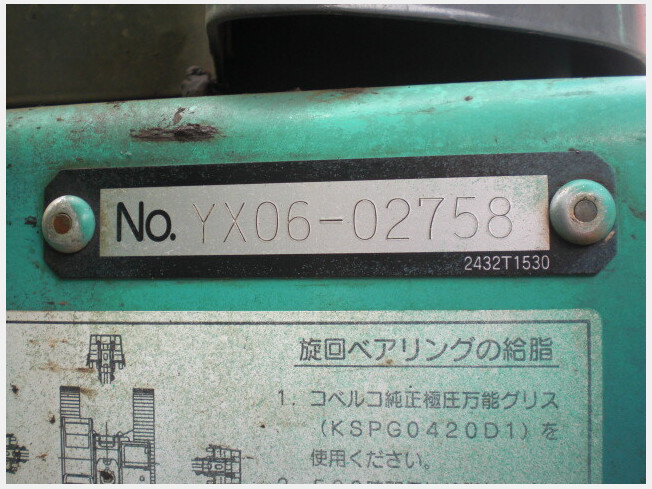 No. YX06-02758
2432T1530
旋回ベアリングの給脂
1. コベルコ純正極圧万能グリス
(KSPG0420D1)を
使用ください。